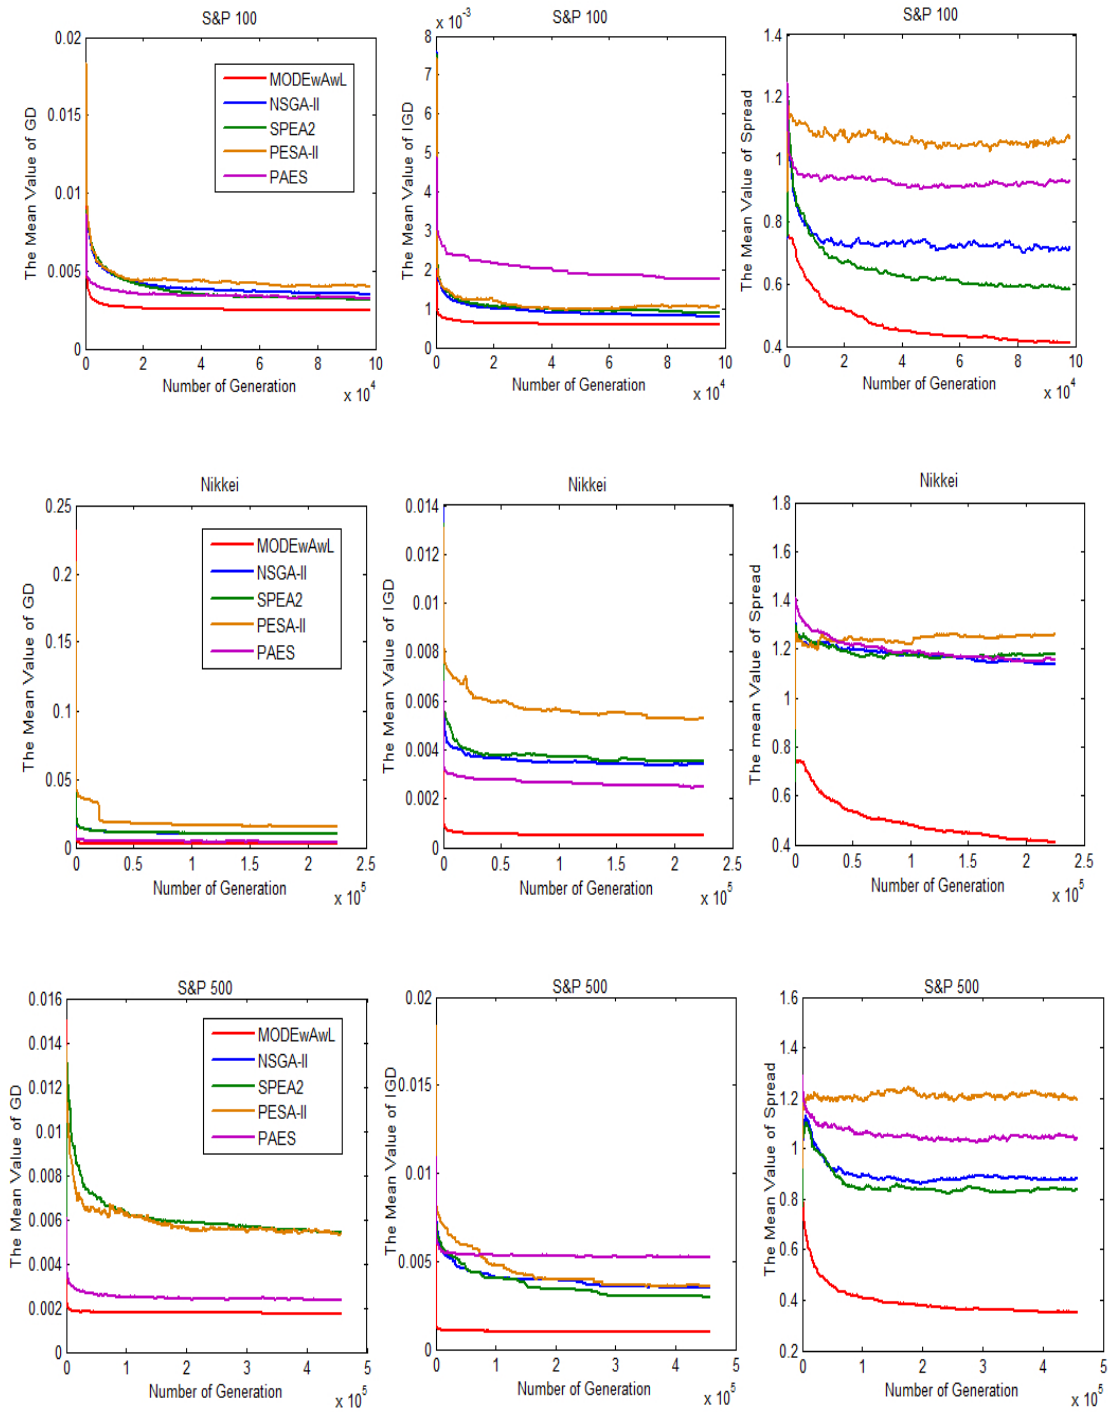 S&P 100
The Mean Value of GD
0.02
0.015
0.01
0.005
0
MODEwAwL
NSGA-II
SPEA2
PESA-II
PAES
0 2 4 6 8 10
Number of Generation
x 10^4
S&P 100
x 10^-3
The Mean Value of IGD
8
7
6
5
4
3
2
1
0
0 2 4 6 8 10
Number of Generation
x 10^4
S&P 100
The Mean Value of Spread
1.4
1.2
1
0.8
0.6
0.4
0 2 4 6 8 10
Number of Generation
x 10^4
Nikkei
The Mean Value of GD
0.25
0.2
0.15
0.1
0.05
0
MODEwAwL
NSGA-II
SPEA2
PESA-II
PAES
0 0.5 1 1.5 2 2.5
Number of Generation
x 10^5
Nikkei
The Mean Value of IGD
0.014
0.012
0.01
0.008
0.006
0.004
0.002
0
0 0.5 1 1.5 2 2.5
Number of Generation
x 10^5
Nikkei
The mean Value of Spread
1.8
1.6
1.4
1.2
1
0.8
0.6
0.4
0 0.5 1 1.5 2 2.5
Number of Generation
x 10^5
S&P 500
The Mean Value of GD
0.016
0.014
0.012
0.01
0.008
0.006
0.004
0.002
0
MODEwAwL
NSGA-II
SPEA2
PESA-II
PAES
0 1 2 3 4 5
Number of Generation
x 10^5
S&P 500
The Mean Value of IGD
0.02
0.015
0.01
0.005
0
0 1 2 3 4 5
Number of Generation
x 10^5
S&P 500
The Mean Value of Spread
1.6
1.4
1.2
1
0.8
0.6
0.4
0.2
0 1 2 3 4 5
Number of Generation
x 10^5